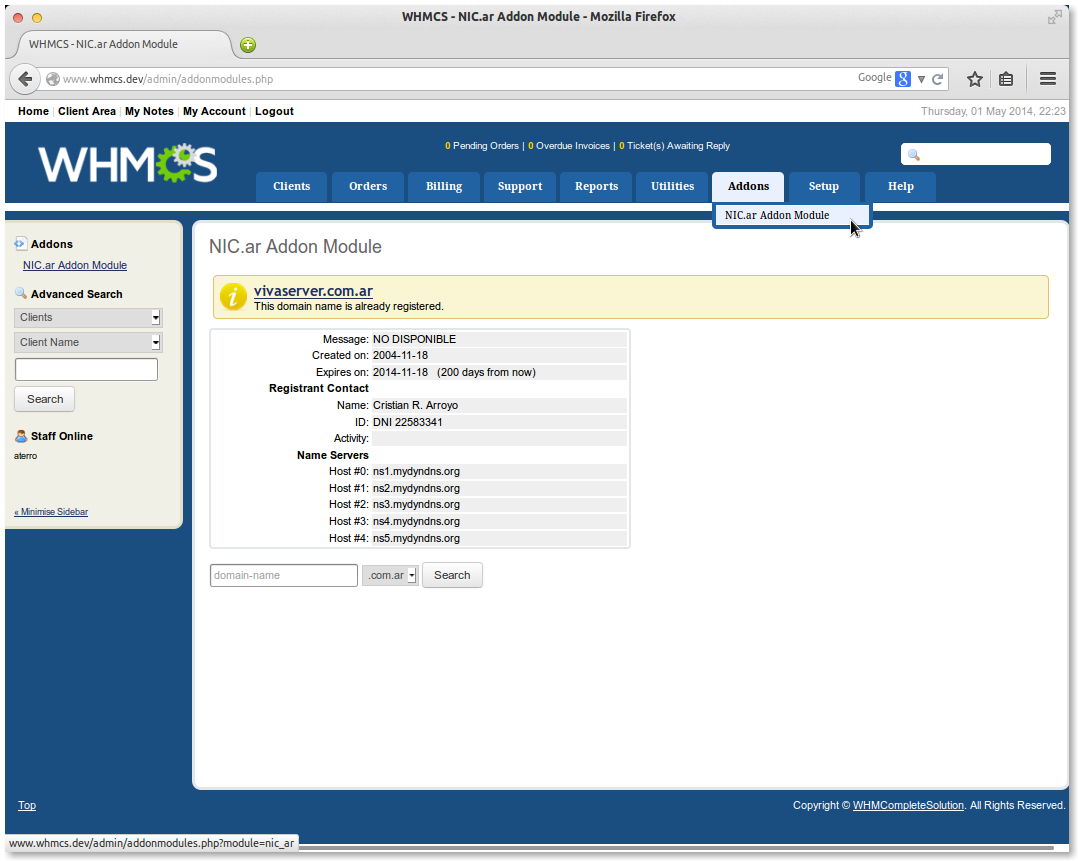 WHMCS - NIC.ar Addon Module - Mozilla Firefox
WHMCS - NIC.ar Addon Module
www.whmcs.dev/admin/addonmodules.php
Google 8
Home | Client Area | My Notes | My Account | Logout
Thursday, 01 May 2014, 22:23
WHMCS
0 Pending Orders | 0 Overdue Invoices | 0 Ticket(s) Awaiting Reply
Clients Orders Billing Support Reports Utilities Addons Setup Help
NIC.ar Addon Module
Addons
NIC.ar Addon Module
Advanced Search
Clients
Client Name
Search
Staff Online
aterro
« Minimise Sidebar
NIC.ar Addon Module
i
vivaserver.com.ar
This domain name is already registered.
Message: NO DISPONIBLE
Created on: 2004-11-18
Expires on: 2014-11-18 (200 days from now)
Registrant Contact
Name: Cristian R. Arroyo
ID: DNI 22583341
Activity:
Name Servers
Host #0: ns1.mydyndns.org
Host #1: ns2.mydyndns.org
Host #2: ns3.mydyndns.org
Host #3: ns4.mydyndns.org
Host #4: ns5.mydyndns.org
domain-name .com.ar Search
Top
Copyright © WHMCompleteSolution. All Rights Reserved.
www.whmcs.dev/admin/addonmodules.php?module=nic_ar